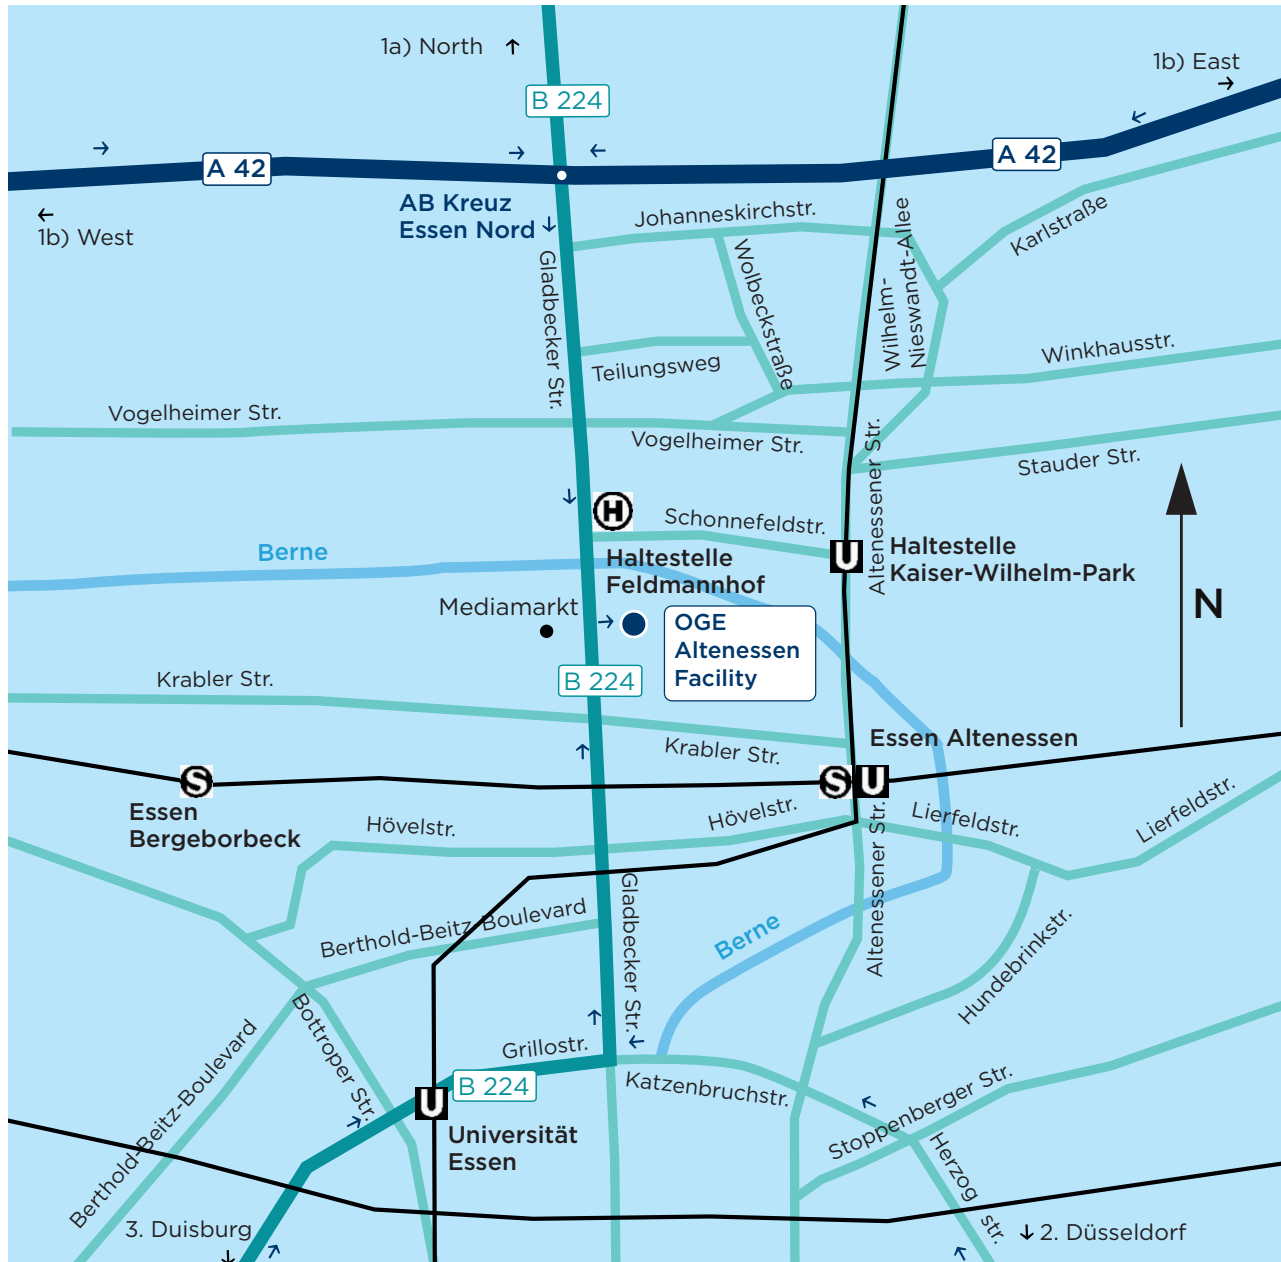 1a) North
1b) East
B 224
A 42
A 42
AB Kreuz
Essen Nord
1b) West
Johanneskirchstr.
Karlstraße
Wolbeckstraße
Wilhelm-
Nieswandt-Allee
Gladbecker Str.
Winkhausstr.
Teilungsweg
Vogelheimer Str.
Vogelheimer Str.
Altenessener Str.
Stauder Str.
H
Schonnefeldstr.
U
Haltestelle
Kaiser-Wilhelm-Park
Berne
Haltestelle
Feldmannhof
Mediamarkt
OGE
Altenessen
Facility
N
B 224
Krabler Str.
Krabler Str.
Essen Altenessen
S
S
U
Essen
Bergeborbeck
Hövelstr.
Hövelstr.
Lierfeldstr.
Lierfeldstr.
Altenessener Str.
Gladbecker Str.
Berthold-Beitz-Boulevard
Berne
Hundebrinkstr.
Bottroper Str.
Berthold-Beitz-Boulevard
Grillostr.
B 224
Katzenbruchstr.
Stoppenberger Str.
U
Universität
Essen
Herzog str.
3. Duisburg
2. Düsseldorf